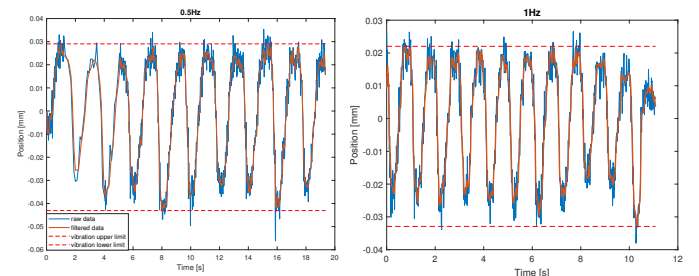 0.5Hz
0.04
0.03
0.02
0.01
0
-0.01
-0.02
-0.03
-0.04
-0.05
-0.06
Position [mm]
raw data
filtered data
vibration upper limit
vibration lower limit
0 2 4 6 8 10 12 14 16 18 20
Time [s]
1Hz
0.03
0.02
0.01
0
-0.01
-0.02
-0.03
-0.04
Position [mm]
0 2 4 6 8 10 12
Time [s]